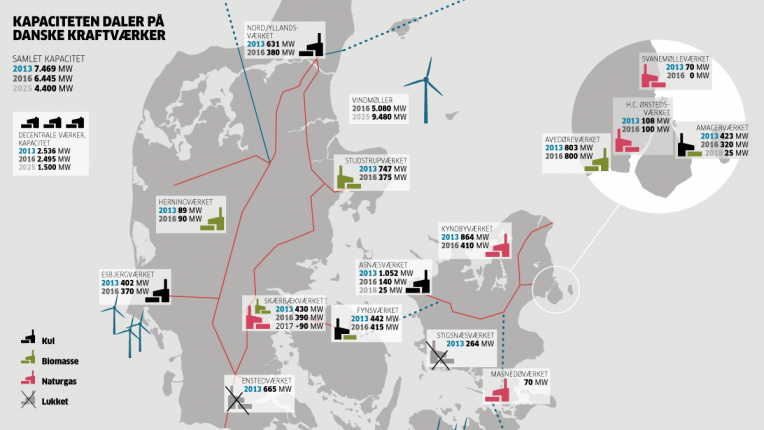 KAPACITETEN DALER PÅ
DANSKE KRAFTVÆRKER
SAMLET KAPACITET
2013 7.469 MW
2016 6.445 MW
2025 4.400 MW
DECENTRALE VÆRKER,
KAPACITET
2013 2.536 MW
2016 2.495 MW
2025 1.500 MW
NORDJYLLANDS-
VÆRKET
2013 631 MW
2016 380 MW
VINDMØLLER
2016 5.080 MW
2025 9.480 MW
SVANEMØLLEVÆRKET
2013 70 MW
2016 0 MW
H.C. ØRSTEDS-
VÆRKET
2013 108 MW
2016 100 MW
AMAGERVÆRKET
2013 423 MW
2016 320 MW
2018 25 MW
AVEDØREVÆRKET
2013 803 MW
2016 800 MW
STUDSTRUPVÆRKET
2013 747 MW
2016 375 MW
HERNINGVÆRKET
2013 89 MW
2016 90 MW
KYNDBYVÆRKET
2013 864 MW
2016 410 MW
ESBJERGVÆRKET
2013 402 MW
2016 370 MW
ASNÆSVÆRKET
2013 1.052 MW
2016 140 MW
2018 25 MW
SKÆRBÆKVÆRKET
2013 430 MW
2016 390 MW
2017 +90 MW
FYNSVÆRKET
2013 442 MW
2016 415 MW
STIGSNÆSVÆRKET
2013 264 MW
ENSTEDVÆRKET
2013 665 MW
MASNEDØVÆRKET
70 MW
Kul
Biomasse
Naturgas
Lukket